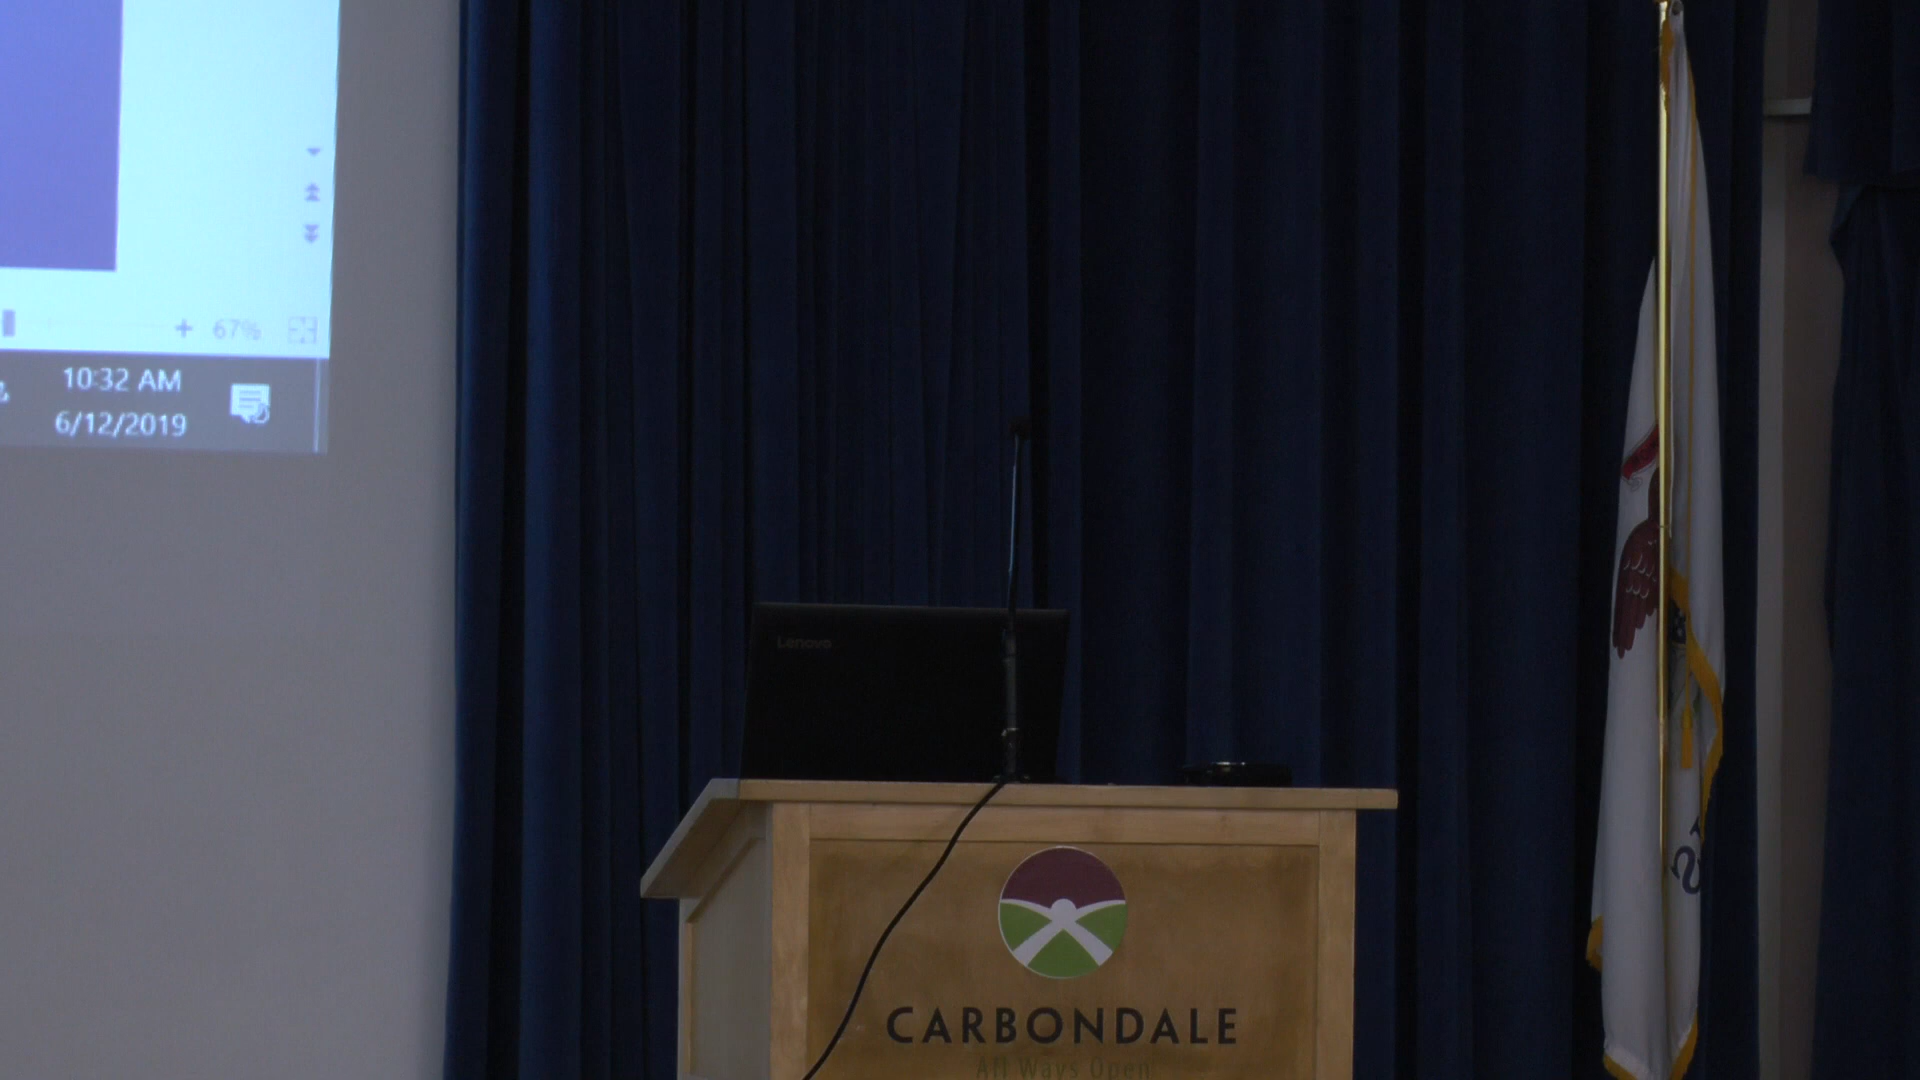 67%
10:32 AM
6/12/2019
Lenovo
CARBONDALE
All Ways Open